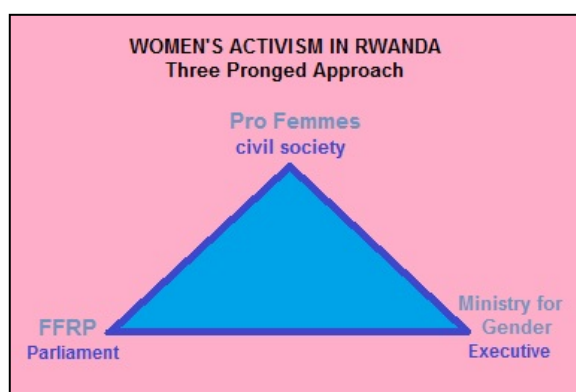 WOMEN'S ACTIVISM IN RWANDA
Three Pronged Approach
Pro Femmes
civil society
FFRP
Parliament
Ministry for
Gender
Executive